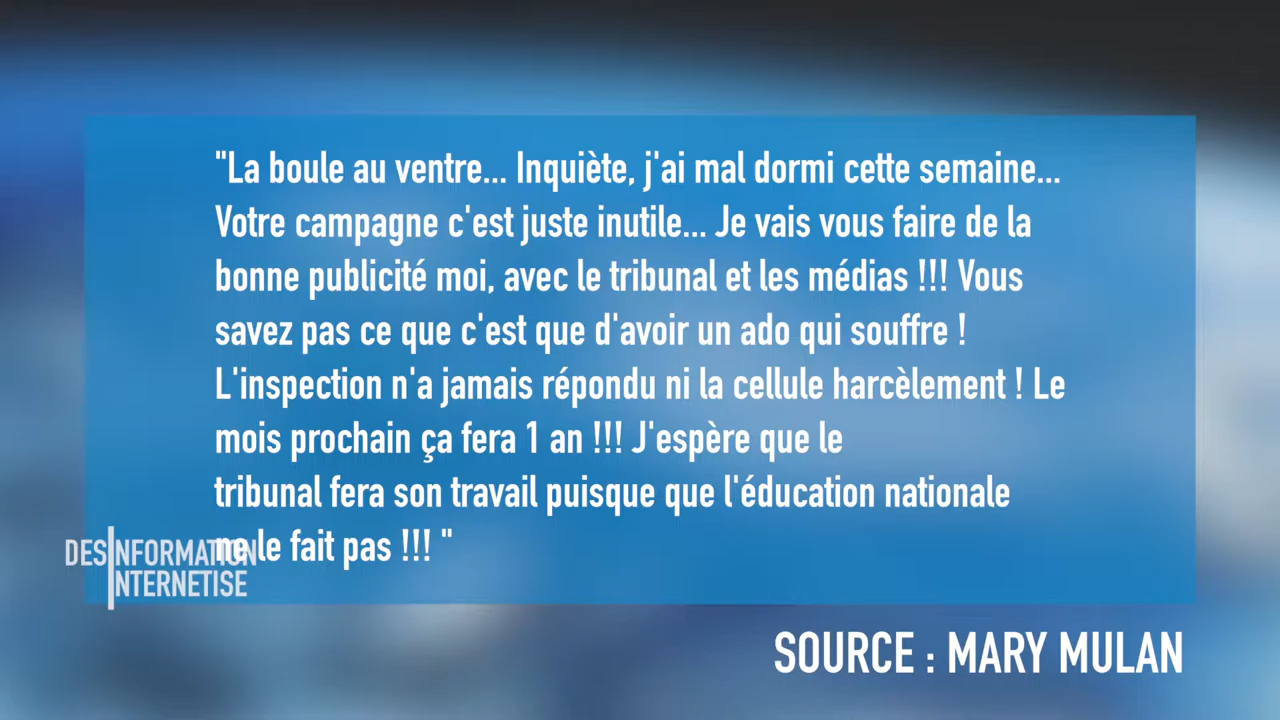 "La boule au ventre... Inquiète, j'ai mal dormi cette semaine...
Votre campagne c'est juste inutile... Je vais vous faire de la
bonne publicité moi, avec le tribunal et les médias !!! Vous
savez pas ce que c'est que d'avoir un ado qui souffre !
L'inspection n'a jamais répondu ni la cellule harcèlement ! Le
mois prochain ça fera 1 an !!! J'espère que le
tribunal fera son travail puisque que l'éducation nationale
ne le fait pas !!! "
DESINFORMATION
INTERNETISE
SOURCE : MARY MULAN